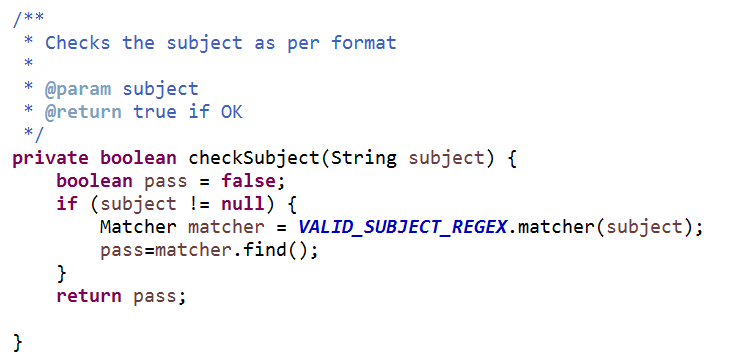 /**
 * Checks the subject as per format
 *
 * @param subject
 * @return true if OK
 */
private boolean checkSubject(String subject) {
    boolean pass = false;
    if (subject != null) {
        Matcher matcher = VALID_SUBJECT_REGEX.matcher(subject);
        pass=matcher.find();
    }
    return pass;

}